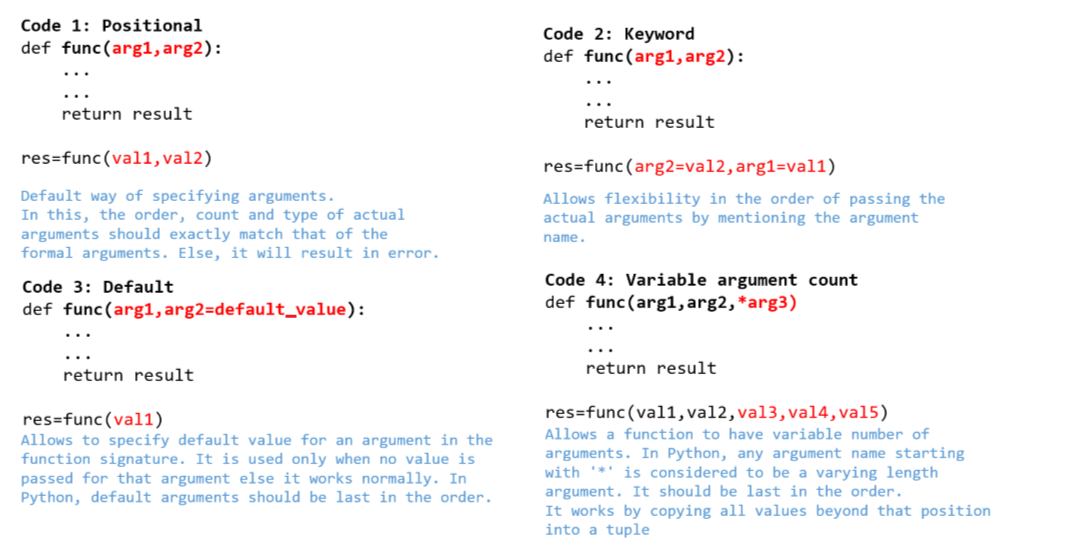 Code 1: Positional
def func(arg1,arg2):
...
...
return result
res=func(val1,val2)
Default way of specifying arguments.
In this, the order, count and type of actual
arguments should exactly match that of the
formal arguments. Else, it will result in error.
Code 2: Keyword
def func(arg1,arg2):
...
...
return result
res=func(arg2=val2,arg1=val1)
Allows flexibility in the order of passing the
actual arguments by mentioning the argument
name.
Code 3: Default
def func(arg1,arg2=default_value):
...
...
return result
res=func(val1)
Allows to specify default value for an argument in the
function signature. It is used only when no value is
passed for that argument else it works normally. In
Python, default arguments should be last in the order.
Code 4: Variable argument count
def func(arg1,arg2,*arg3)
...
...
return result
res=func(val1,val2,val3,val4,val5)
Allows a function to have variable number of
arguments. In Python, any argument name starting
with '*' is considered to be a varying length
argument. It should be last in the order.
It works by copying all values beyond that position
into a tuple